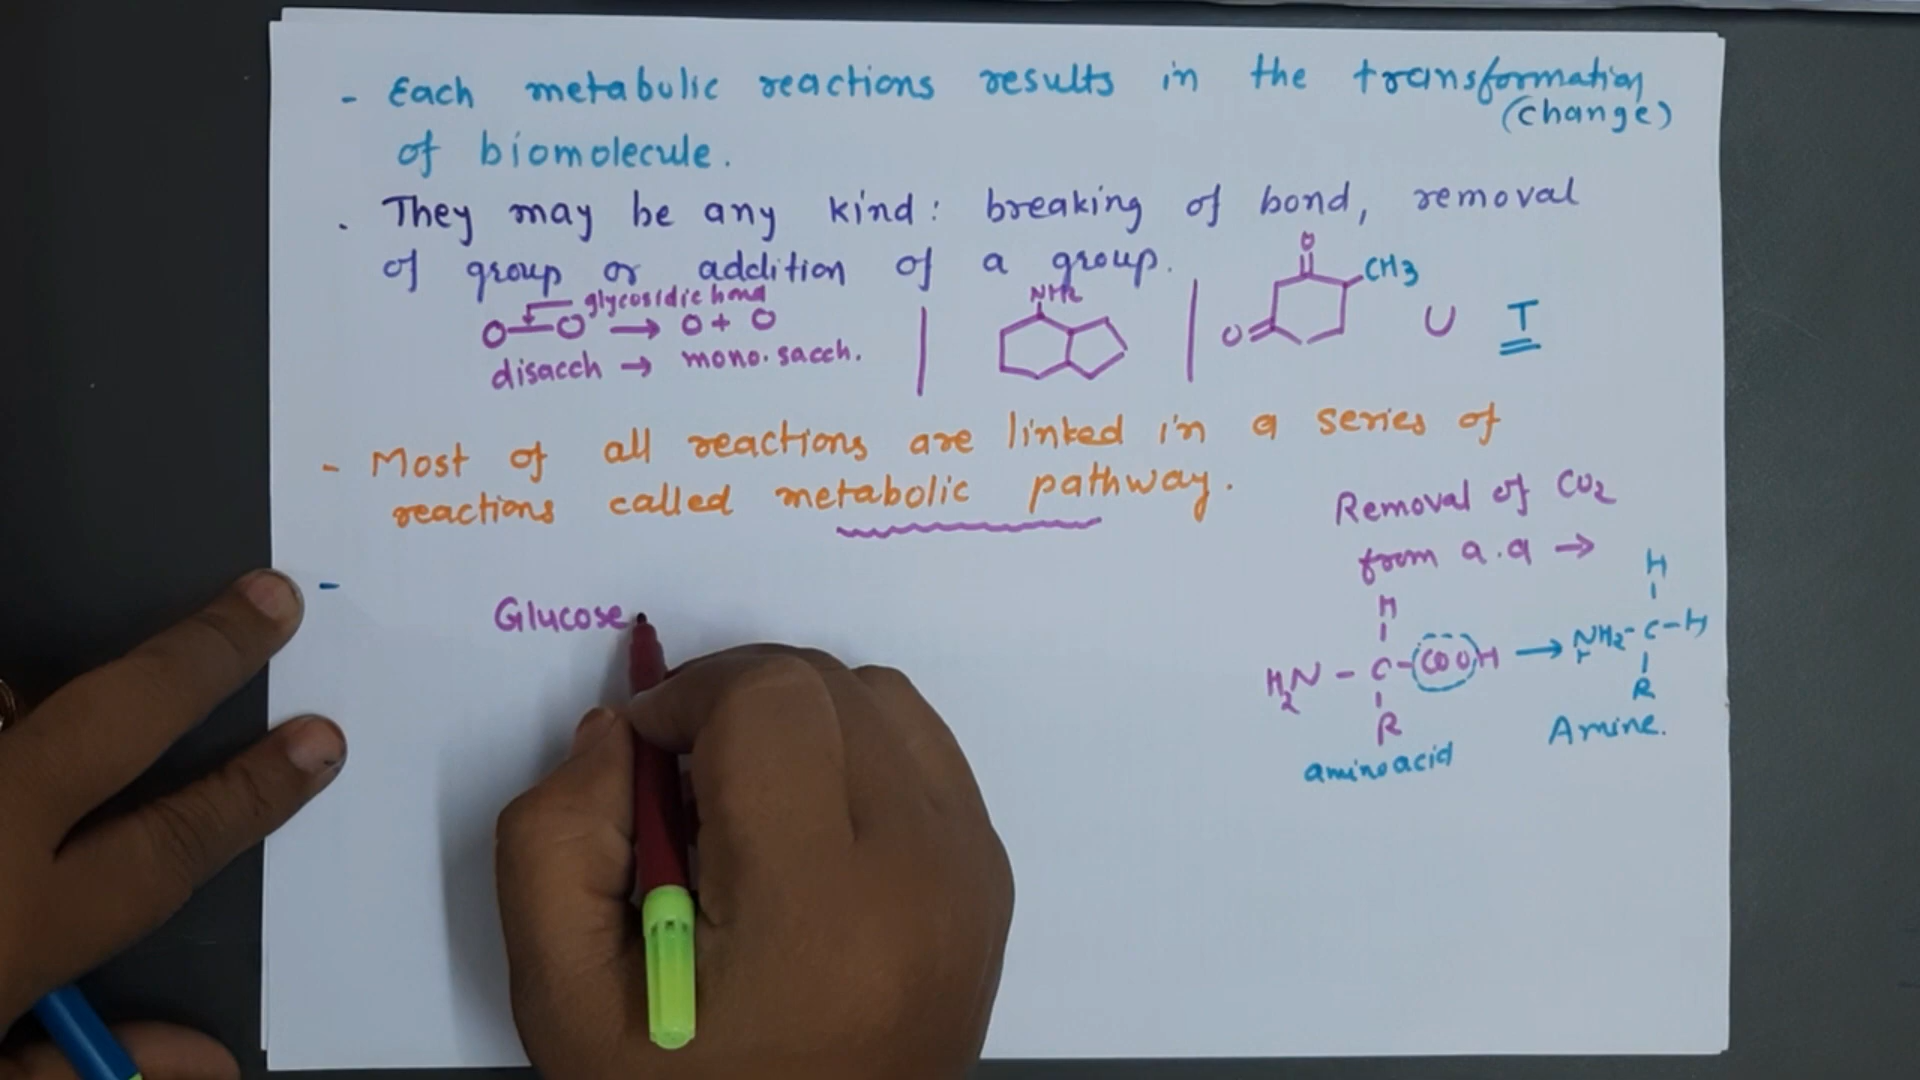 - Each metabolic reactions results in the transformation
(change)
of biomolecule.
. They may be any kind : breaking of bond, removal
of group or addition of a group.
glycosidic bond
O—O → O + O
disacch → mono. sacch.
NH2
O
CH3
O
U T
- Most of all reactions are linked in a series of
reactions called metabolic pathway.
Removal of CO2
from a.a →
H
H2N - C - COOH → NH2 - C - H
R
aminoacid
H
R
Amine.
-
Glucose